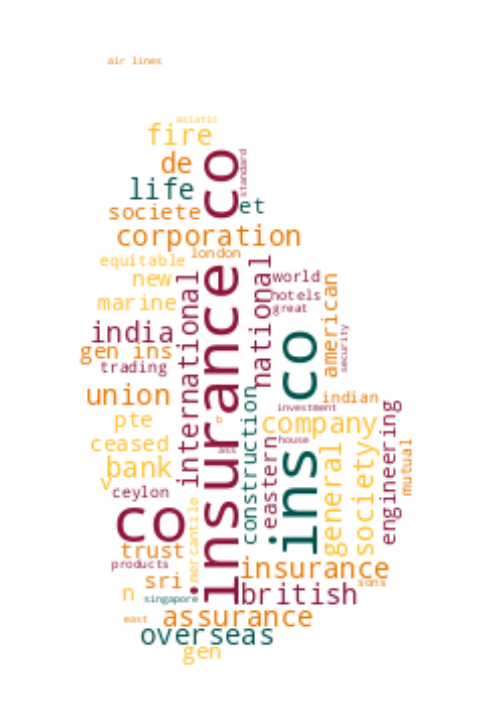 air lines
asiatic
fire
de
co
standard
life
et
societe
corporation
london
equitable
world
new
international
insurance
national
hotels
american
marine
great
india
ins co
security
gen ins
trading
union
indian
investment
construction
company
pte
engineering
house
ceased
eastern
general
society
mutual
bank
v
ceylon
mercantile
co
trust
products
insurance
sri
sons
n
singapore
british
east
assurance
overseas
gen
b
ass